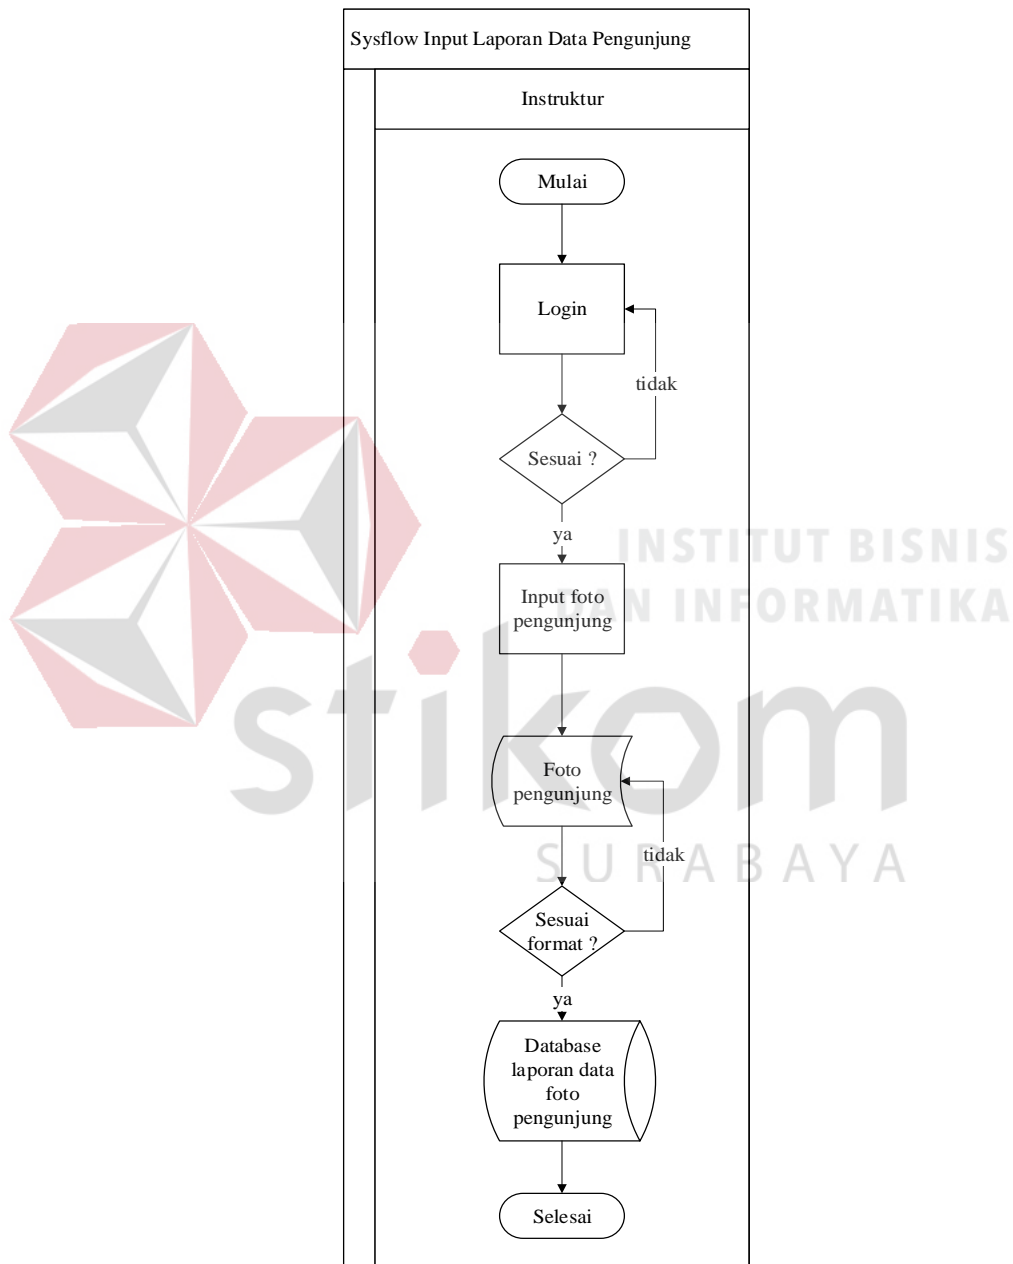 Sysflow Input Laporan Data Pengunjung
Instruktur
Mulai
Login
tidak
Sesuai ?
ya
INSTITUT BISNIS
DAN INFORMATIKA
Input foto
pengunjung
stikom
Foto
pengunjung
SURABAYA
tidak
Sesuai
format ?
ya
Database
laporan data
foto
pengunjung
Selesai